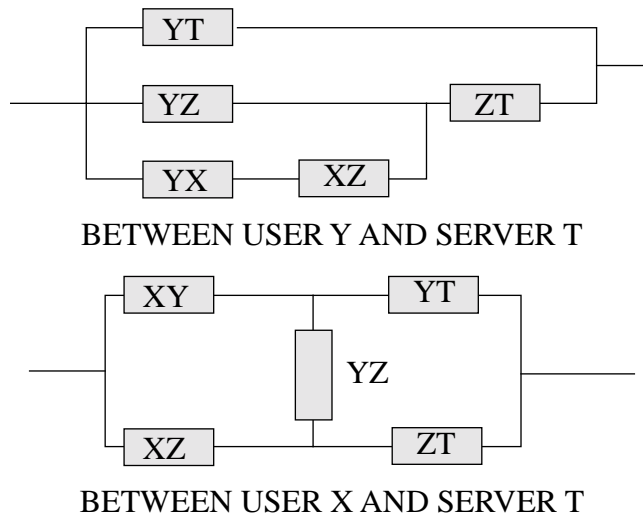 YT
YZ
ZT
YX
XZ
BETWEEN USER Y AND SERVER T
XY
YT
YZ
XZ
ZT
BETWEEN USER X AND SERVER T